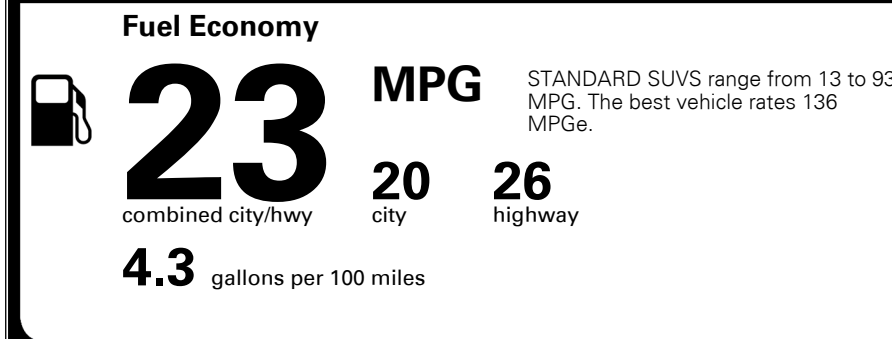 Fuel Economy
23
MPG
STANDARD SUVS range from 13 to 93
MPG. The best vehicle rates 136
MPGe.
20
26
combined city/hwy
city
highway
4.3 gallons per 100 miles